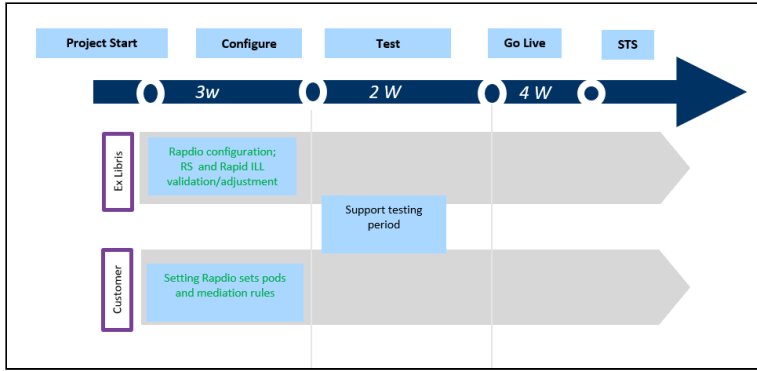 Project Start
Configure
Test
Go Live
STS
3w
2 W
4 W
Ex Libris
Rapdio configuration;
RS and Rapid ILL
validation/adjustment
Support testing
period
Customer
Setting Rapdio sets pods
and mediation rules